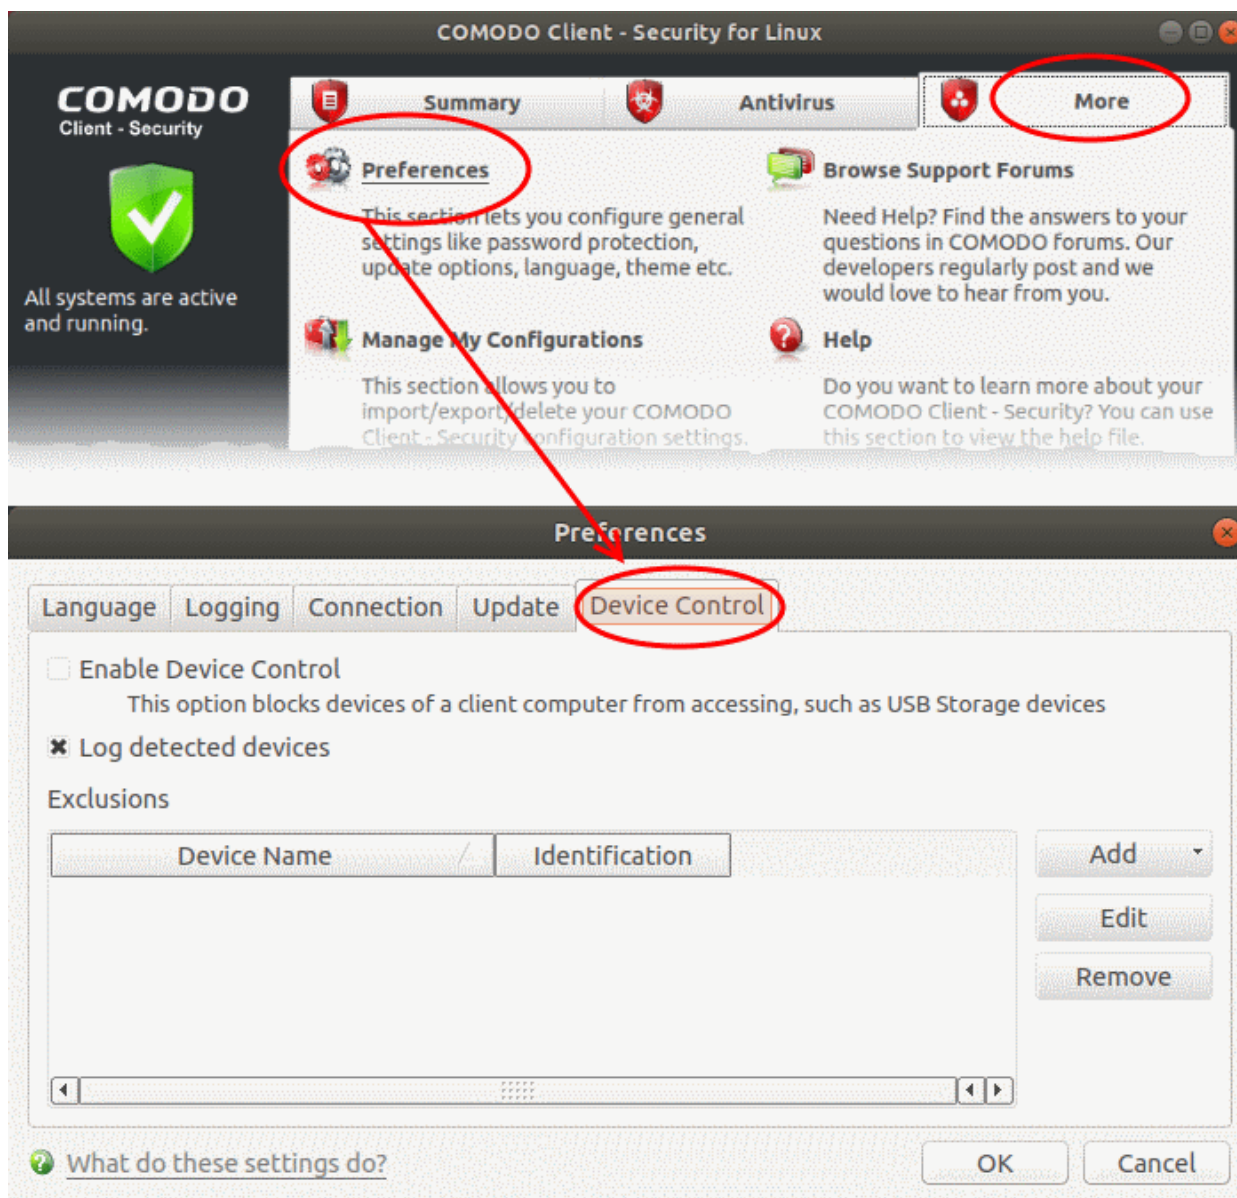 COMODO Client - Security for Linux
COMODO
Client - Security
Summary
Antivirus
More
All systems are active
and running.
Preferences
This section lets you configure general
settings like password protection,
update options, language, theme etc.
Browse Support Forums
Need Help? Find the answers to your
questions in COMODO forums. Our
developers regularly post and we
would love to hear from you.
Manage My Configurations
This section allows you to
import/export/delete your COMODO
Client - Security configuration settings.
Help
Do you want to learn more about your
COMODO Client - Security? You can use
this section to view the help file.
Preferences
Language
Logging
Connection
Update
Device Control
Enable Device Control
This option blocks devices of a client computer from accessing, such as USB Storage devices
Log detected devices
Exclusions
Device Name
Identification
Add
Edit
Remove
What do these settings do?
OK
Cancel